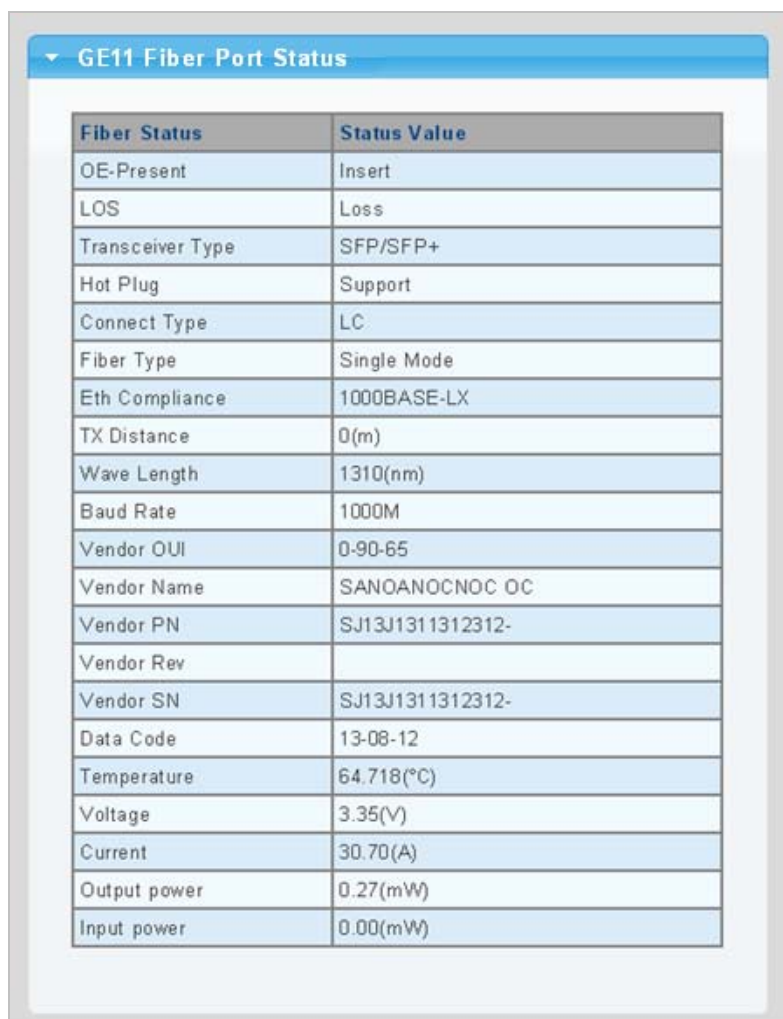 GE11 Fiber Port Status
Fiber Status Status Value
OE-Present Insert
LOS Loss
Transceiver Type SFP/SFP+
Hot Plug Support
Connect Type LC
Fiber Type Single Mode
Eth Compliance 1000BASE-LX
TX Distance 0(m)
Wave Length 1310(nm)
Baud Rate 1000M
Vendor OUI 0-90-65
Vendor Name SANOANOCNOC OC
Vendor PN SJ13J1311312312-
Vendor Rev
Vendor SN SJ13J1311312312-
Data Code 13-08-12
Temperature 64.718(°C)
Voltage 3.35(V)
Current 30.70(A)
Output power 0.27(mW)
Input power 0.00(mW)